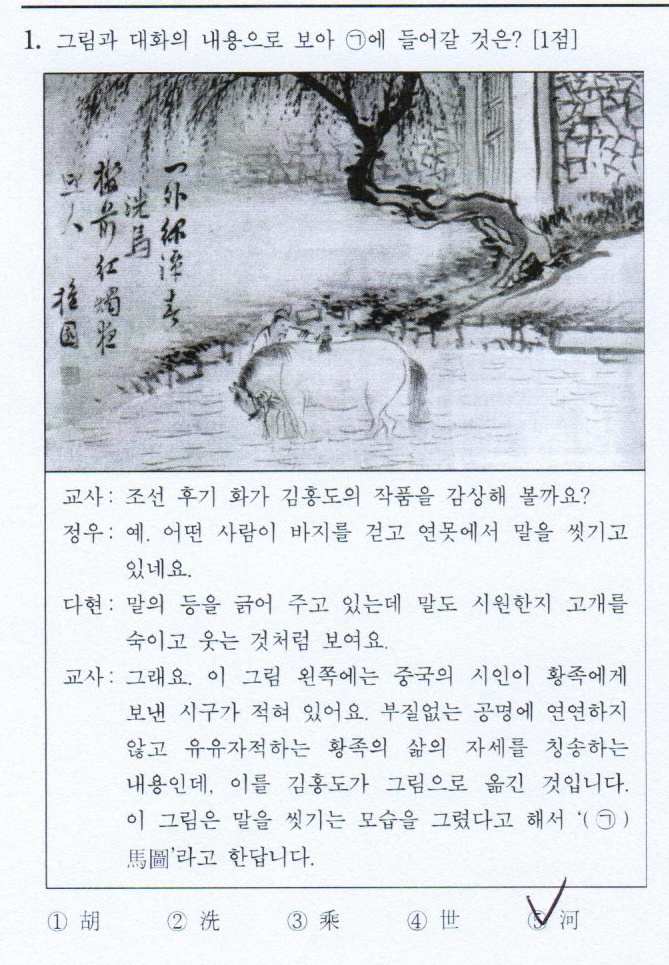 1. 그림과 대화의 내용으로 보아 ㉠에 들어갈 것은? [1점]
門外綠潭春
洗馬
樓前紅燭夜
迎人 檀園
교사: 조선 후기 화가 김홍도의 작품을 감상해 볼까요?
정우: 예. 어떤 사람이 바지를 걷고 연못에서 말을 씻기고
있네요.
다현: 말의 등을 긁어 주고 있는데 말도 시원한지 고개를
숙이고 웃는 것처럼 보여요.
교사: 그래요. 이 그림 왼쪽에는 중국의 시인이 황족에게
보낸 시구가 적혀 있어요. 부질없는 공명에 연연하지
않고 유유자적하는 황족의 삶의 자세를 칭송하는
내용인데, 이를 김홍도가 그림으로 옮긴 것입니다.
이 그림은 말을 씻기는 모습을 그렸다고 해서 '( ㉠ )
馬圖'라고 한답니다.
① 胡 ② 洗 ③ 乘 ④ 世 ⑤ 河